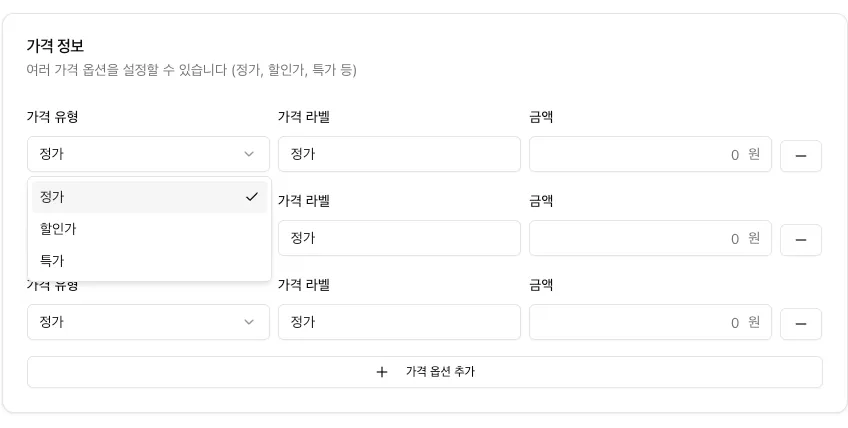 가격 정보
여러 가격 옵션을 설정할 수 있습니다 (정가, 할인가, 특가 등)
가격 유형 가격 라벨 금액
정가 정가 0 원
정가
할인가
특가
가격 라벨 금액
정가 0 원
가격 유형 가격 라벨 금액
정가 정가 0 원
+ 가격 옵션 추가